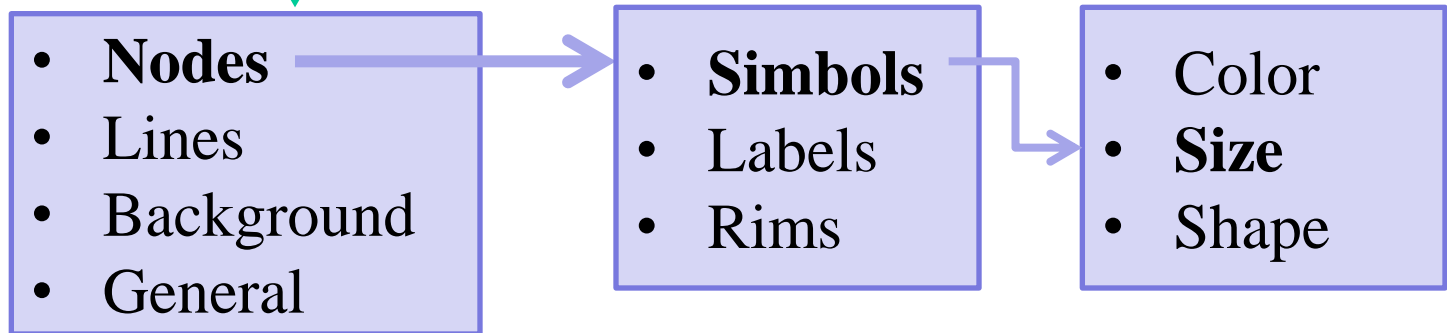 • Nodes
• Lines
• Background
• General
• Simbols
• Labels
• Rims
• Color
• Size
• Shape